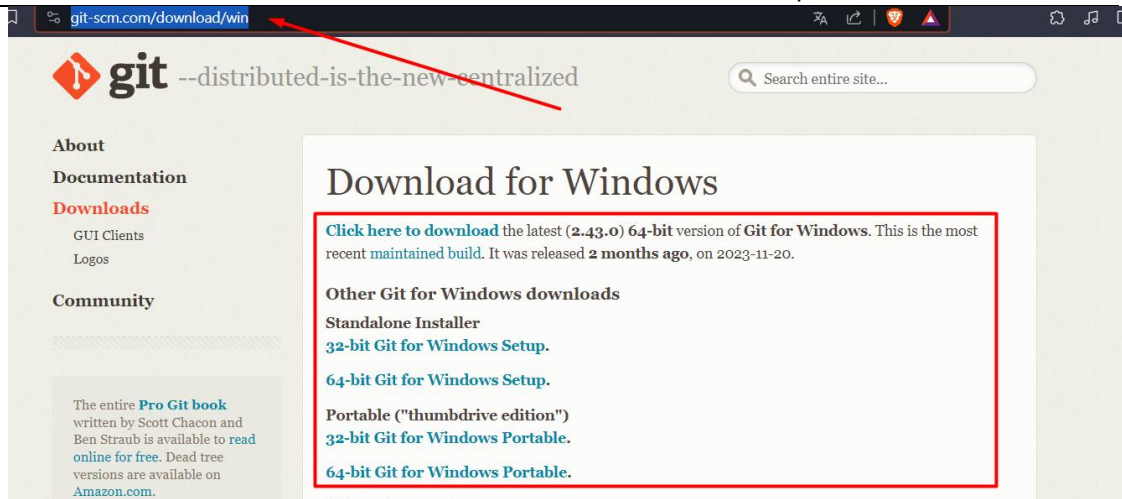 git-scm.com/download/win
git --distributed-is-the-new-centralized
Search entire site...
About
Documentation
Downloads
GUI Clients
Logos
Community
The entire Pro Git book
written by Scott Chacon and
Ben Straub is available to read
online for free. Dead tree
versions are available on
Amazon.com.
Download for Windows
Click here to download the latest (2.43.0) 64-bit version of Git for Windows. This is the most
recent maintained build. It was released 2 months ago, on 2023-11-20.
Other Git for Windows downloads
Standalone Installer
32-bit Git for Windows Setup.
64-bit Git for Windows Setup.
Portable ("thumbdrive edition")
32-bit Git for Windows Portable.
64-bit Git for Windows Portable.